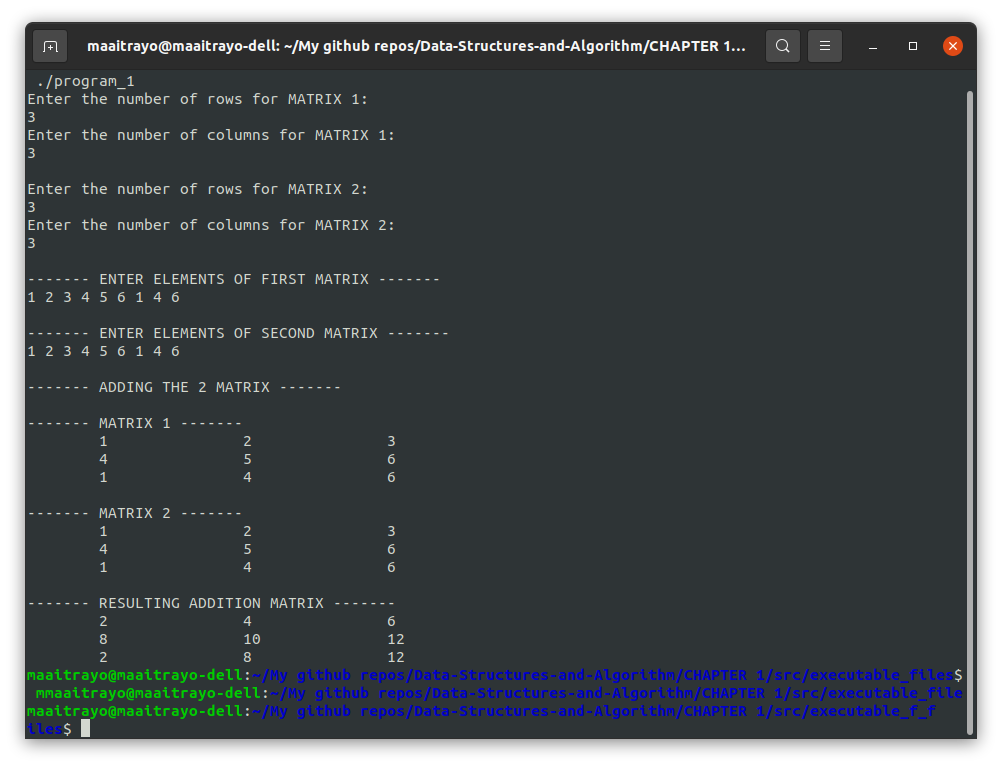 maaitrayo@maaitrayo-dell: ~/My github repos/Data-Structures-and-Algorithm/CHAPTER 1...
./program_1
Enter the number of rows for MATRIX 1:
3
Enter the number of columns for MATRIX 1:
3
Enter the number of rows for MATRIX 2:
3
Enter the number of columns for MATRIX 2:
3
------- ENTER ELEMENTS OF FIRST MATRIX -------
1 2 3 4 5 6 1 4 6
------- ENTER ELEMENTS OF SECOND MATRIX -------
1 2 3 4 5 6 1 4 6
------- ADDING THE 2 MATRIX -------
------- MATRIX 1 -------
1 2 3
4 5 6
1 4 6
------- MATRIX 2 -------
1 2 3
4 5 6
1 4 6
------- RESULTING ADDITION MATRIX -------
2 4 6
8 10 12
2 8 12
maaitrayo@maaitrayo-dell:~/My github repos/Data-Structures-and-Algorithm/CHAPTER 1/src/executable_files$
mmaaitrayo@maaitrayo-dell:~/My github repos/Data-Structures-and-Algorithm/CHAPTER 1/src/executable_file
maaitrayo@maaitrayo-dell:~/My github repos/Data-Structures-and-Algorithm/CHAPTER 1/src/executable_f_f
iles$